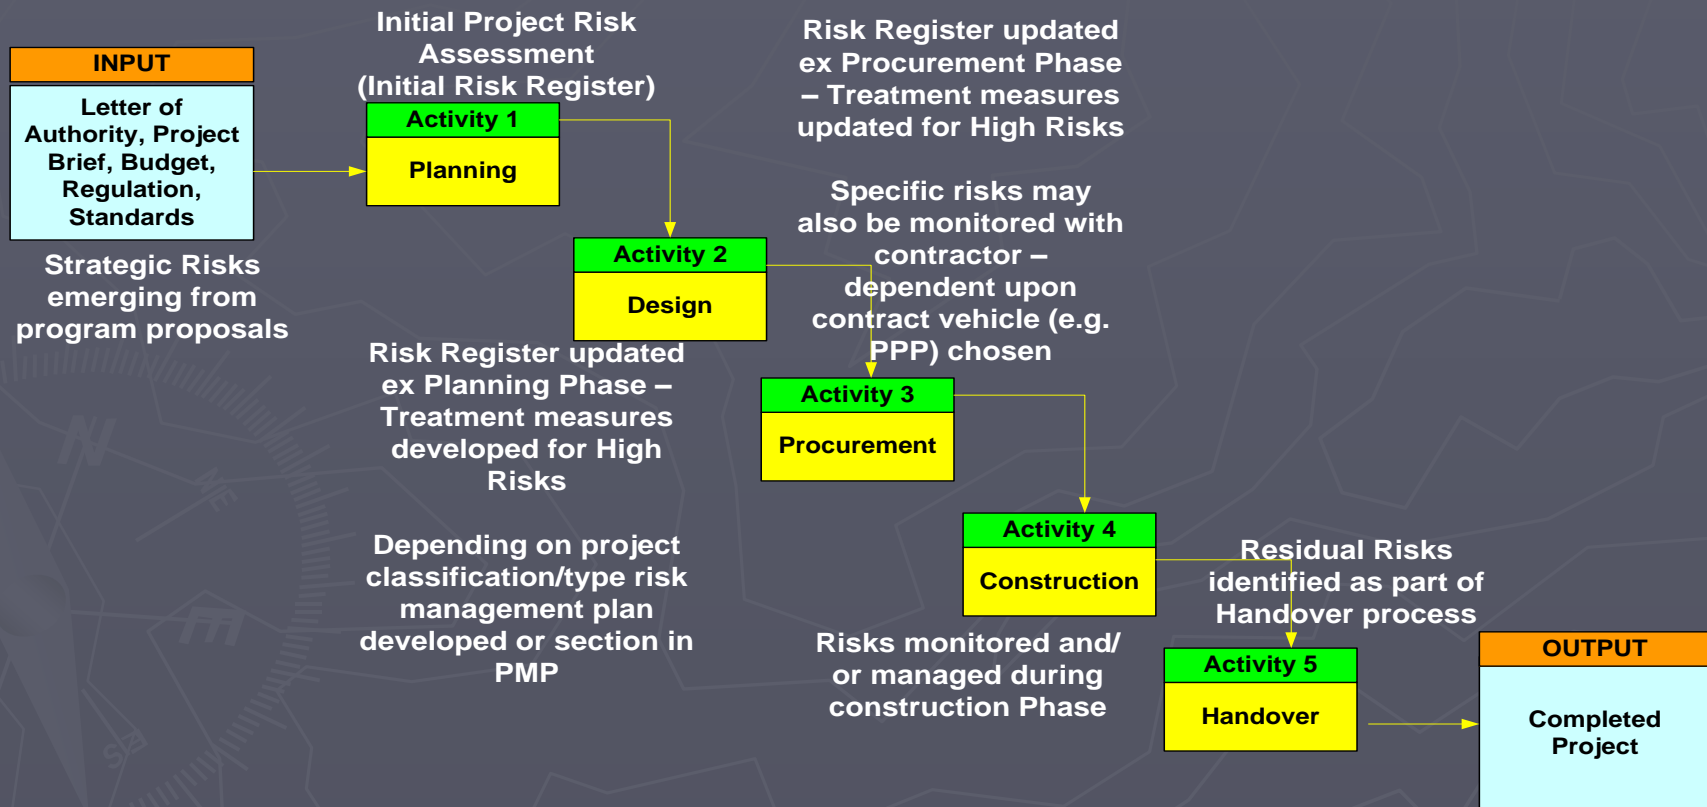 INPUT
Letter of
Authority, Project
Brief, Budget,
Regulation,
Standards
Strategic Risks
emerging from
program proposals
Initial Project Risk
Assessment
(Initial Risk Register)
Activity 1
Planning
Activity 2
Design
Risk Register updated
ex Planning Phase –
Treatment measures
developed for High
Risks
Depending on project
classification/type risk
management plan
developed or section in
PMP
Risk Register updated
ex Procurement Phase
– Treatment measures
updated for High Risks
Specific risks may
also be monitored with
contractor –
dependent upon
contract vehicle (e.g.
PPP) chosen
Activity 3
Procurement
Activity 4
Construction
Risks monitored and/
or managed during
construction Phase
Residual Risks
identified as part of
Handover process
Activity 5
Handover
OUTPUT
Completed
Project
N
NE
E
SE